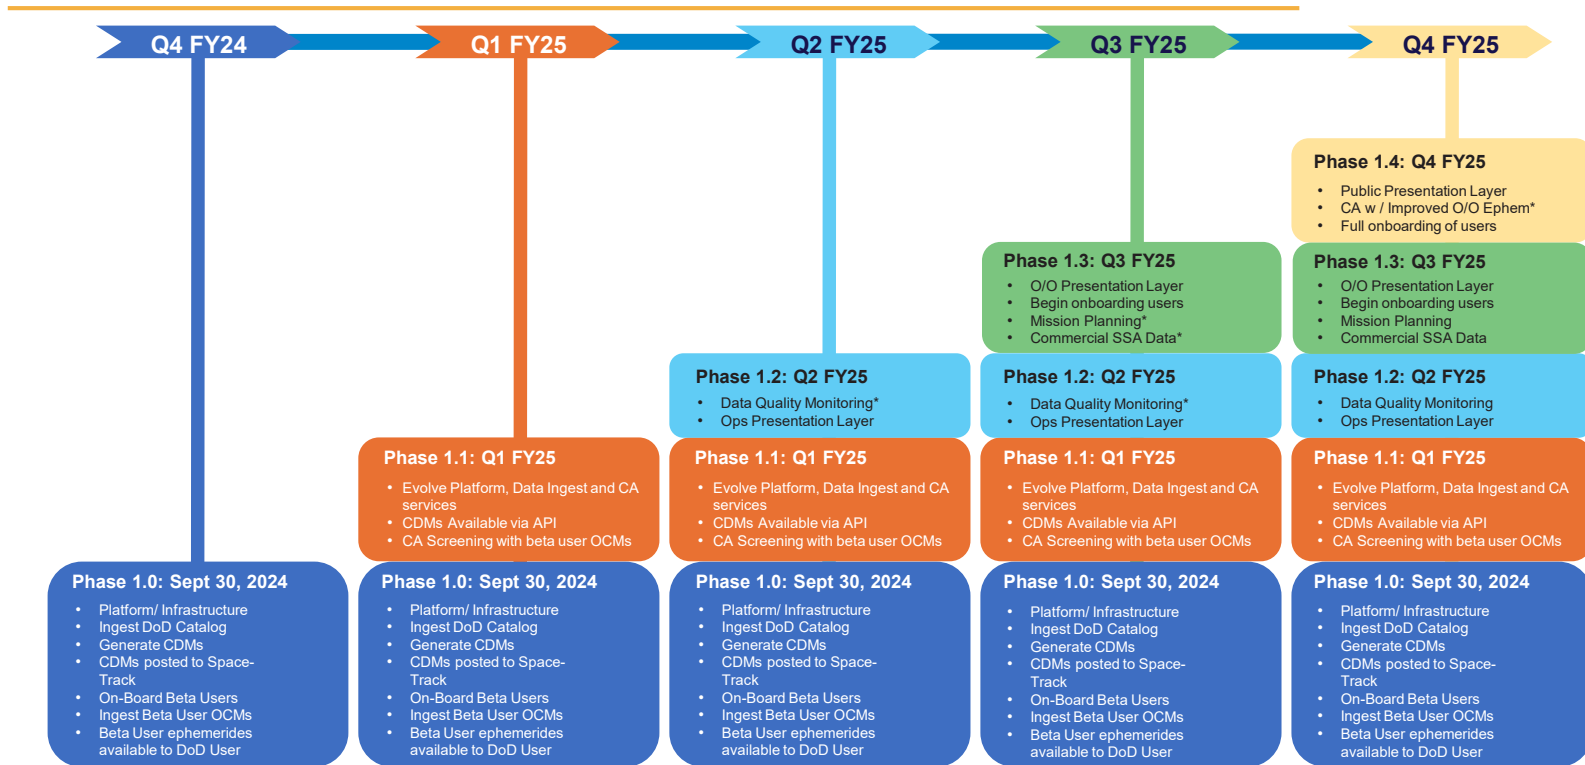 Q4 FY24
Q1 FY25
Q2 FY25
Q3 FY25
Q4 FY25
Phase 1.4: Q4 FY25
• Public Presentation Layer
• CA w / Improved O/O Ephem*
• Full onboarding of users
Phase 1.3: Q3 FY25
• O/O Presentation Layer
• Begin onboarding users
• Mission Planning*
• Commercial SSA Data*
Phase 1.3: Q3 FY25
• O/O Presentation Layer
• Begin onboarding users
• Mission Planning
• Commercial SSA Data
Phase 1.2: Q2 FY25
• Data Quality Monitoring*
• Ops Presentation Layer
Phase 1.2: Q2 FY25
• Data Quality Monitoring*
• Ops Presentation Layer
Phase 1.2: Q2 FY25
• Data Quality Monitoring
• Ops Presentation Layer
Phase 1.1: Q1 FY25
• Evolve Platform, Data Ingest and CA
services
• CDMs Available via API
• CA Screening with beta user OCMs
Phase 1.1: Q1 FY25
• Evolve Platform, Data Ingest and CA
services
• CDMs Available via API
• CA Screening with beta user OCMs
Phase 1.1: Q1 FY25
• Evolve Platform, Data Ingest and CA
services
• CDMs Available via API
• CA Screening with beta user OCMs
Phase 1.1: Q1 FY25
• Evolve Platform, Data Ingest and CA
services
• CDMs Available via API
• CA Screening with beta user OCMs
Phase 1.0: Sept 30, 2024
• Platform/ Infrastructure
• Ingest DoD Catalog
• Generate CDMs
• CDMs posted to Space-
Track
• On-Board Beta Users
• Ingest Beta User OCMs
• Beta User ephemerides
available to DoD User
Phase 1.0: Sept 30, 2024
• Platform/ Infrastructure
• Ingest DoD Catalog
• Generate CDMs
• CDMs posted to Space-
Track
• On-Board Beta Users
• Ingest Beta User OCMs
• Beta User ephemerides
available to DoD User
Phase 1.0: Sept 30, 2024
• Platform/ Infrastructure
• Ingest DoD Catalog
• Generate CDMs
• CDMs posted to Space-
Track
• On-Board Beta Users
• Ingest Beta User OCMs
• Beta User ephemerides
available to DoD User
Phase 1.0: Sept 30, 2024
• Platform/ Infrastructure
• Ingest DoD Catalog
• Generate CDMs
• CDMs posted to Space-
Track
• On-Board Beta Users
• Ingest Beta User OCMs
• Beta User ephemerides
available to DoD User
Phase 1.0: Sept 30, 2024
• Platform/ Infrastructure
• Ingest DoD Catalog
• Generate CDMs
• CDMs posted to Space-
Track
• On-Board Beta Users
• Ingest Beta User OCMs
• Beta User ephemerides
available to DoD User